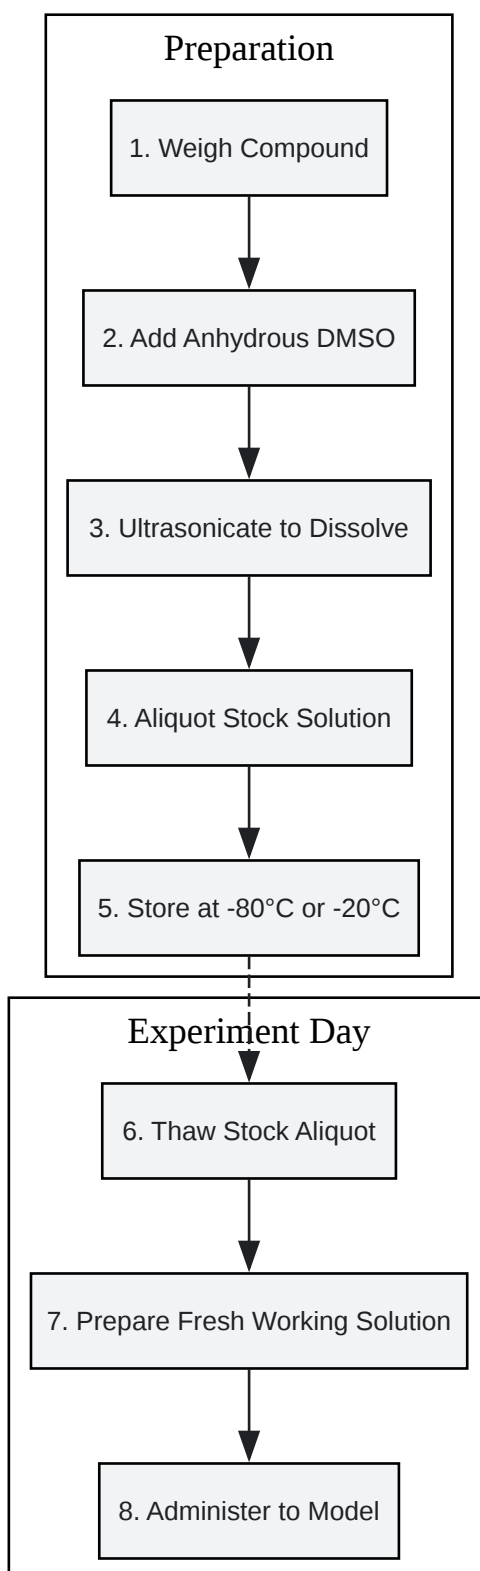 Preparation
1. Weigh Compound
2. Add Anhydrous DMSO
3. Ultrasonicate to Dissolve
4. Aliquot Stock Solution
5. Store at -80°C or -20°C
Experiment Day
6. Thaw Stock Aliquot
7. Prepare Fresh Working Solution
8. Administer to Model